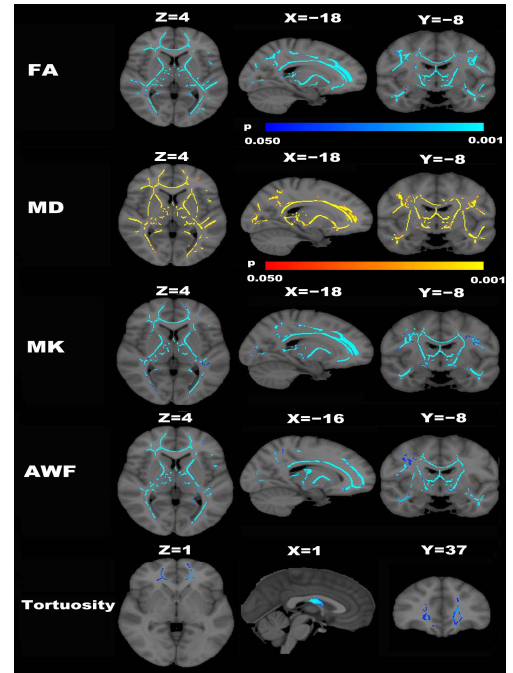 Z=4 X=−18 Y=−8
FA
p
0.050 0.001
Z=4 X=−18 Y=−8
MD
p
0.050 0.001
Z=4 X=−18 Y=−8
MK
Z=4 X=−16 Y=−8
AWF
Z=1 X=1 Y=37
Tortuosity